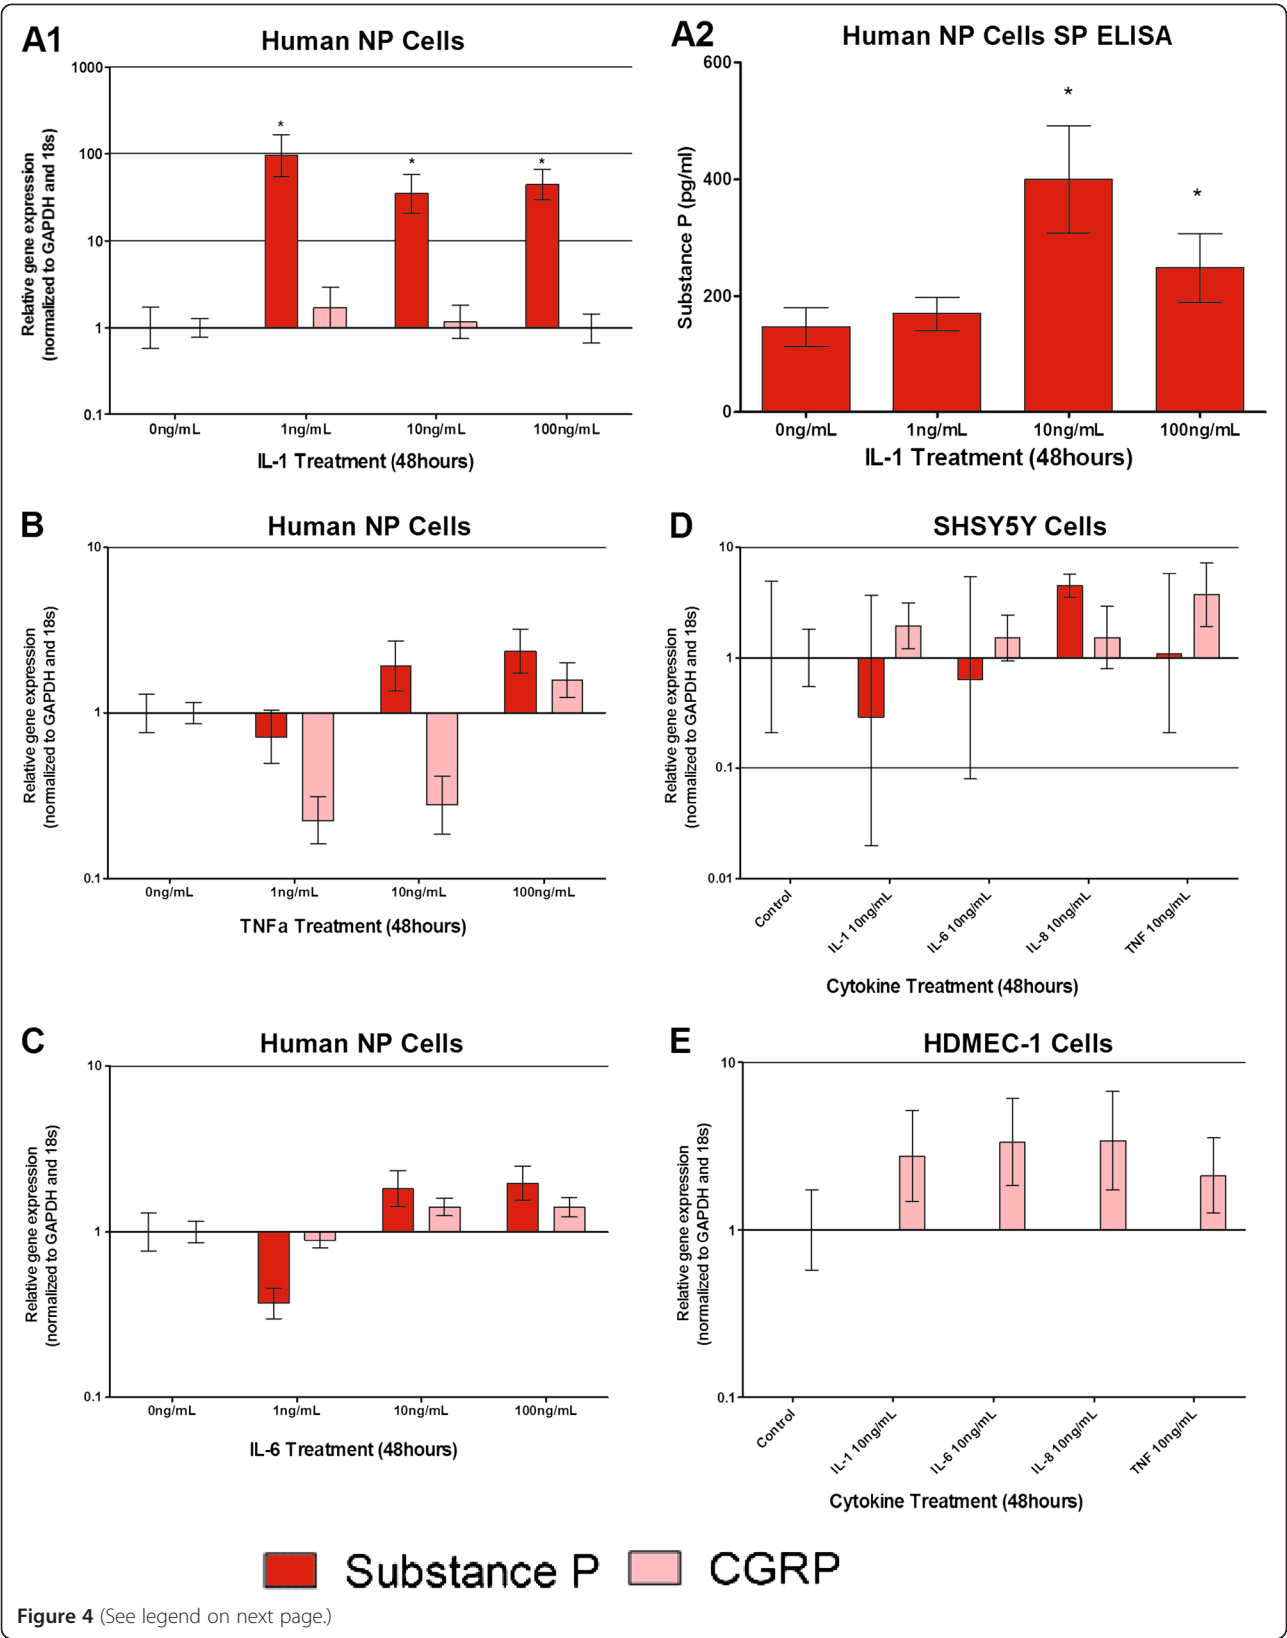 A1
Human NP Cells
Relative gene expression
(normalized to GAPDH and 18s)
1000
100
10
1
0.1
*
*
*
0ng/mL 1ng/mL 10ng/mL 100ng/mL
IL-1 Treatment (48hours)
A2
Human NP Cells SP ELISA
Substance P (pg/ml)
600
400
200
0
*
*
0ng/mL 1ng/mL 10ng/mL 100ng/mL
IL-1 Treatment (48hours)
B
Human NP Cells
Relative gene expression
(normalized to GAPDH and 18s)
10
1
0.1
0ng/mL 1ng/mL 10ng/mL 100ng/mL
TNFa Treatment (48hours)
D
SHSY5Y Cells
Relative gene expression
(normalized to GAPDH and 18s)
10
1
0.1
0.01
Control IL-1 10ng/mL IL-6 10ng/mL IL-8 10ng/mL TNF 10ng/mL
Cytokine Treatment (48hours)
C
Human NP Cells
Relative gene expression
(normalized to GAPDH and 18s)
10
1
0.1
0ng/mL 1ng/mL 10ng/mL 100ng/mL
IL-6 Treatment (48hours)
E
HDMEC-1 Cells
Relative gene expression
(normalized to GAPDH and 18s)
10
1
0.1
Control IL-1 10ng/mL IL-6 10ng/mL IL-8 10ng/mL TNF 10ng/mL
Cytokine Treatment (48hours)
Substance P CGRP
Figure 4 (See legend on next page.)